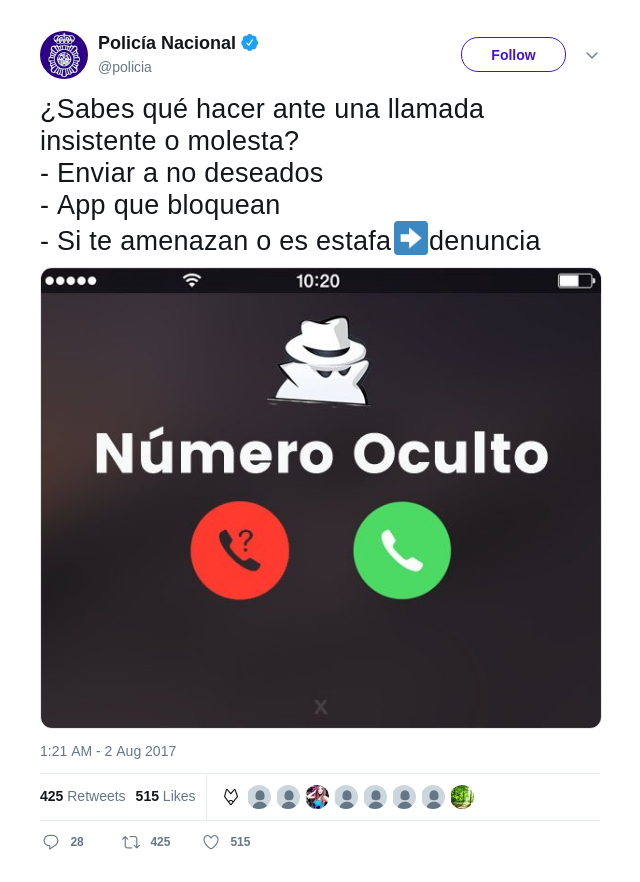 Policía Nacional
@policia
Follow
¿Sabes qué hacer ante una llamada
insistente o molesta?
- Enviar a no deseados
- App que bloquean
- Si te amenazan o es estafa➡denuncia
10:20
Número Oculto
?
X
1:21 AM - 2 Aug 2017
425 Retweets 515 Likes
28 425 515